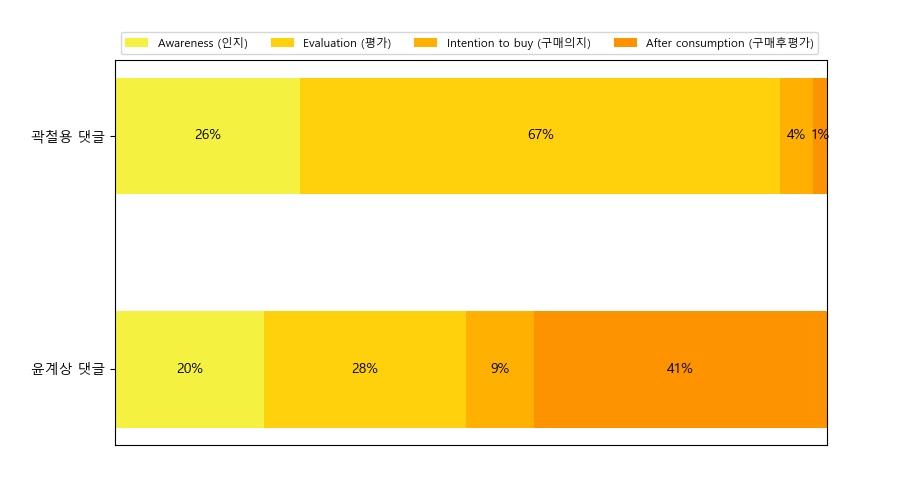 Awareness (인지) Evaluation (평가) Intention to buy (구매의지) After consumption (구매후평가)
곽철용 댓글 26% 67% 4% 1%
윤계상 댓글 20% 28% 9% 41%